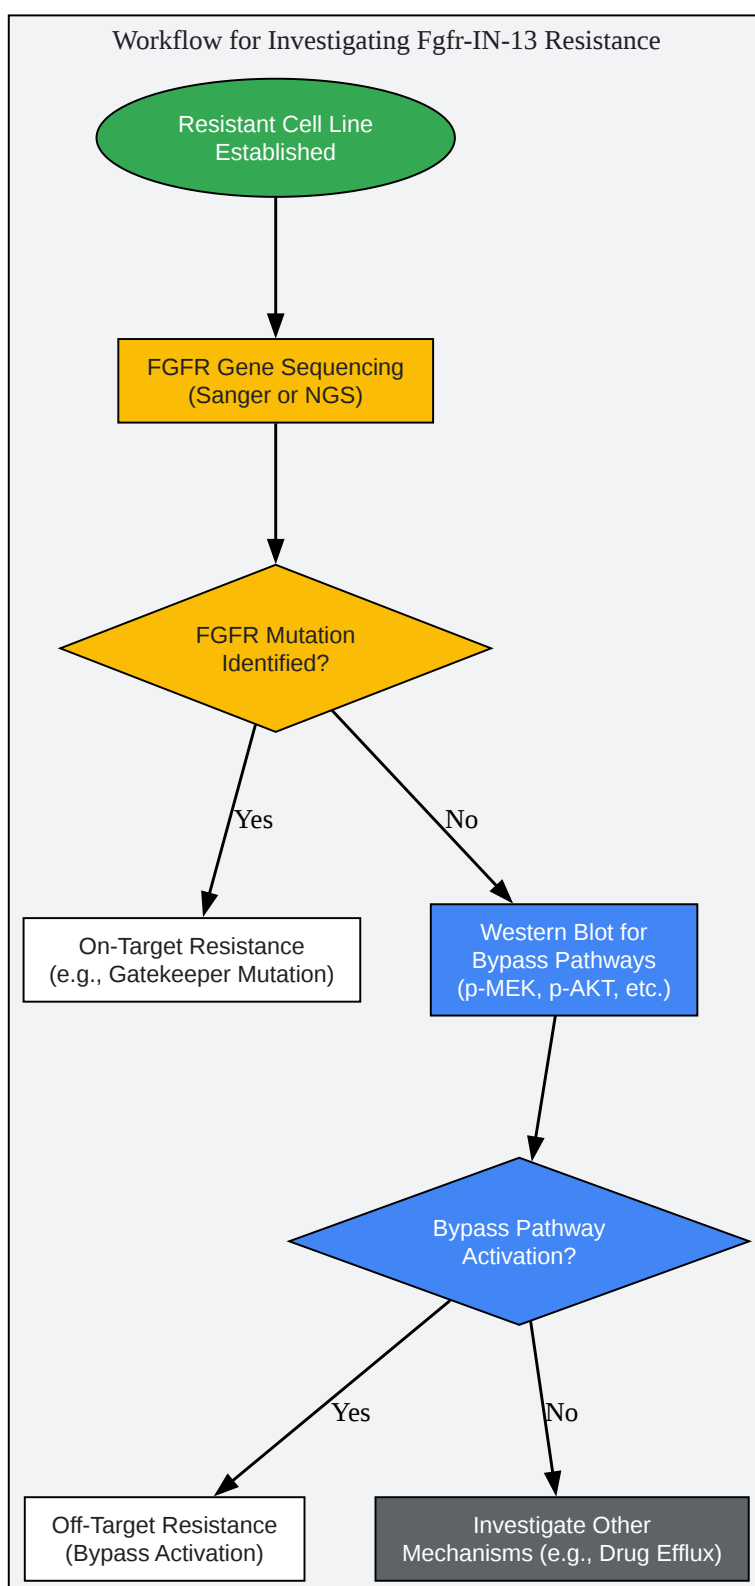 Workflow for Investigating Fgfr-IN-13 Resistance
Resistant Cell Line
Established
FGFR Gene Sequencing
(Sanger or NGS)
FGFR Mutation
Identified?
Yes
No
On-Target Resistance
(e.g., Gatekeeper Mutation)
Western Blot for
Bypass Pathways
(p-MEK, p-AKT, etc.)
Bypass Pathway
Activation?
Yes
No
Off-Target Resistance
(Bypass Activation)
Investigate Other
Mechanisms (e.g., Drug Efflux)